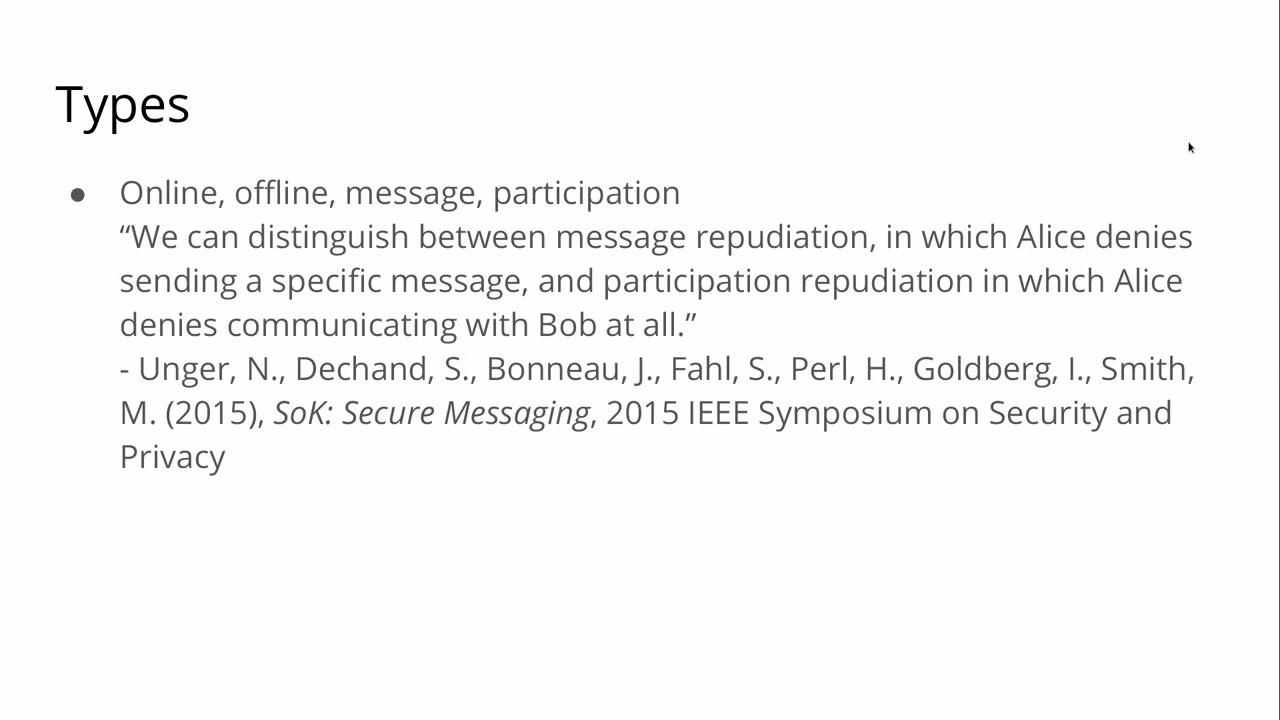 Types
● Online, offline, message, participation
“We can distinguish between message repudiation, in which Alice denies
sending a specific message, and participation repudiation in which Alice
denies communicating with Bob at all.”
- Unger, N., Dechand, S., Bonneau, J., Fahl, S., Perl, H., Goldberg, I., Smith,
M. (2015), SoK: Secure Messaging, 2015 IEEE Symposium on Security and
Privacy